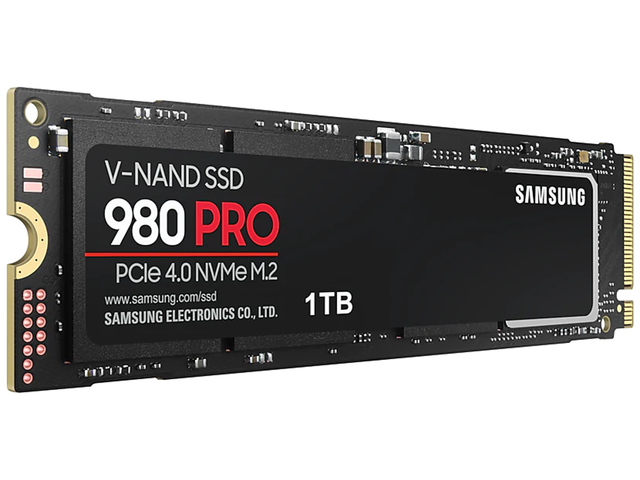 V-NAND SSD
980 PRO
PCIe 4.0 NVMe M.2
www.samsung.com/ssd
SAMSUNG ELECTRONICS CO., LTD.
1TB
SAMSUNG